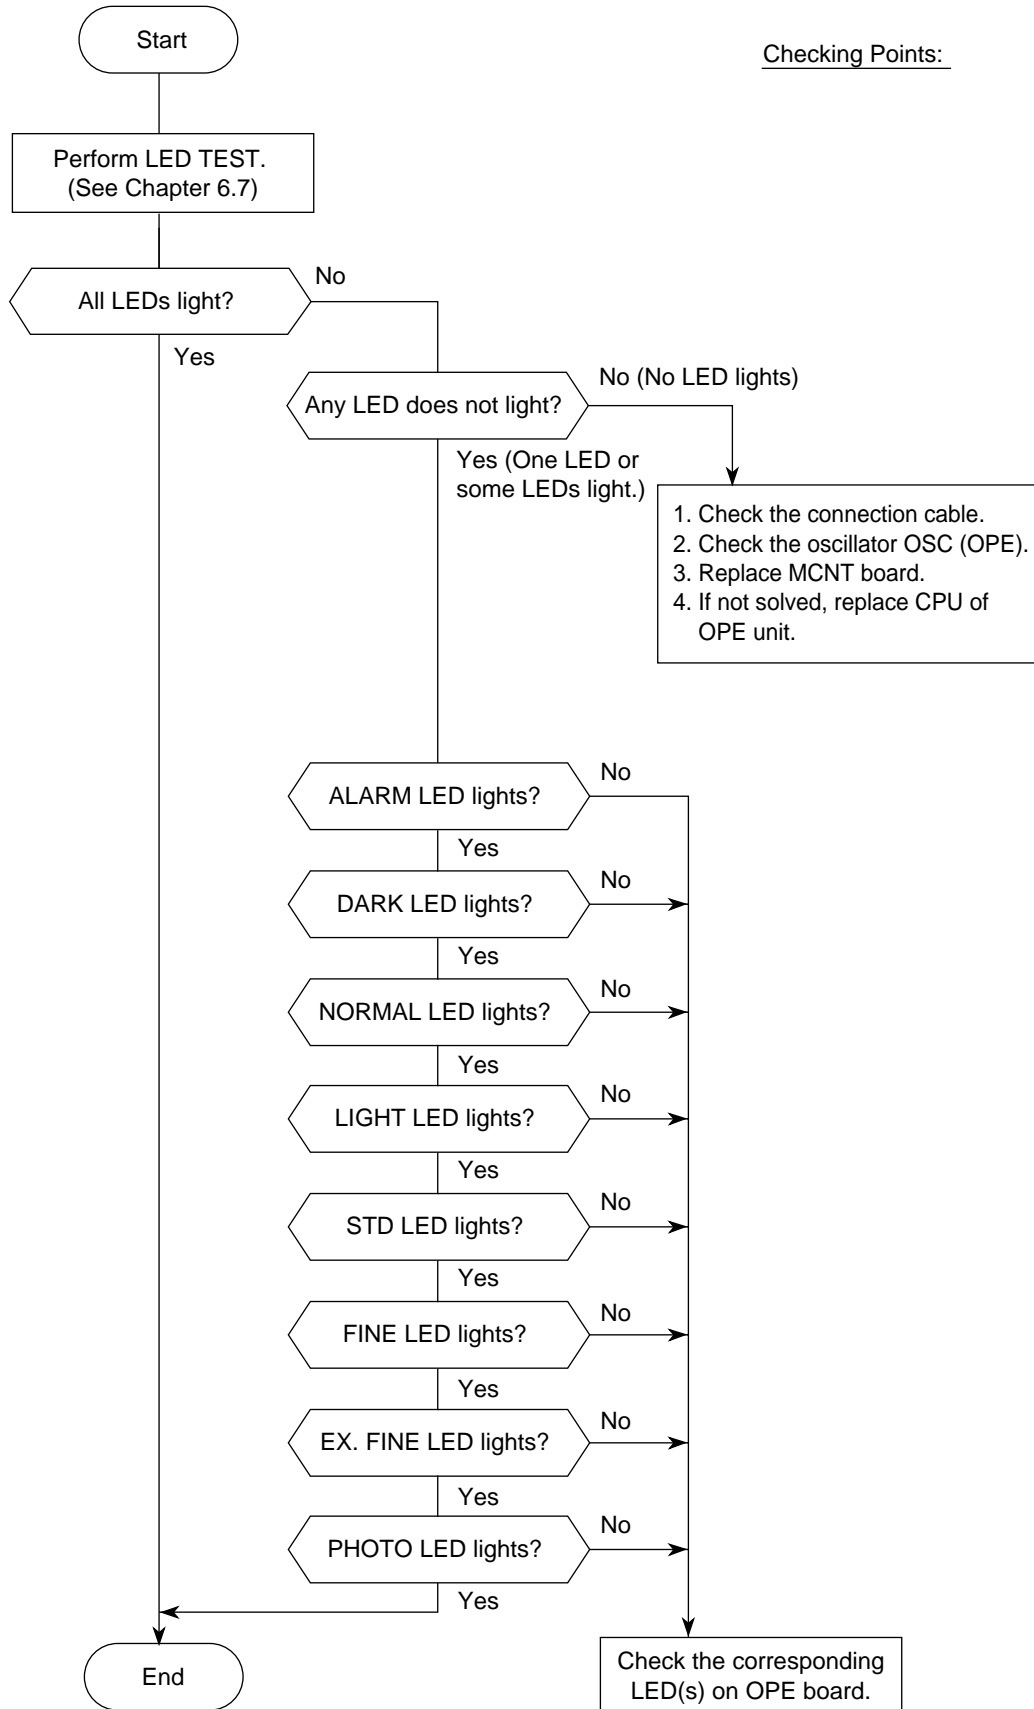 Start
Checking Points:
Perform LED TEST.
(See Chapter 6.7)
No
All LEDs light?
Yes
No (No LED lights)
Any LED does not light?
Yes (One LED or
some LEDs light.)
1. Check the connection cable.
2. Check the oscillator OSC (OPE).
3. Replace MCNT board.
4. If not solved, replace CPU of
OPE unit.
No
ALARM LED lights?
Yes
No
DARK LED lights?
Yes
No
NORMAL LED lights?
Yes
No
LIGHT LED lights?
Yes
No
STD LED lights?
Yes
No
FINE LED lights?
Yes
No
EX. FINE LED lights?
Yes
No
PHOTO LED lights?
Yes
End
Check the corresponding
LED(s) on OPE board.